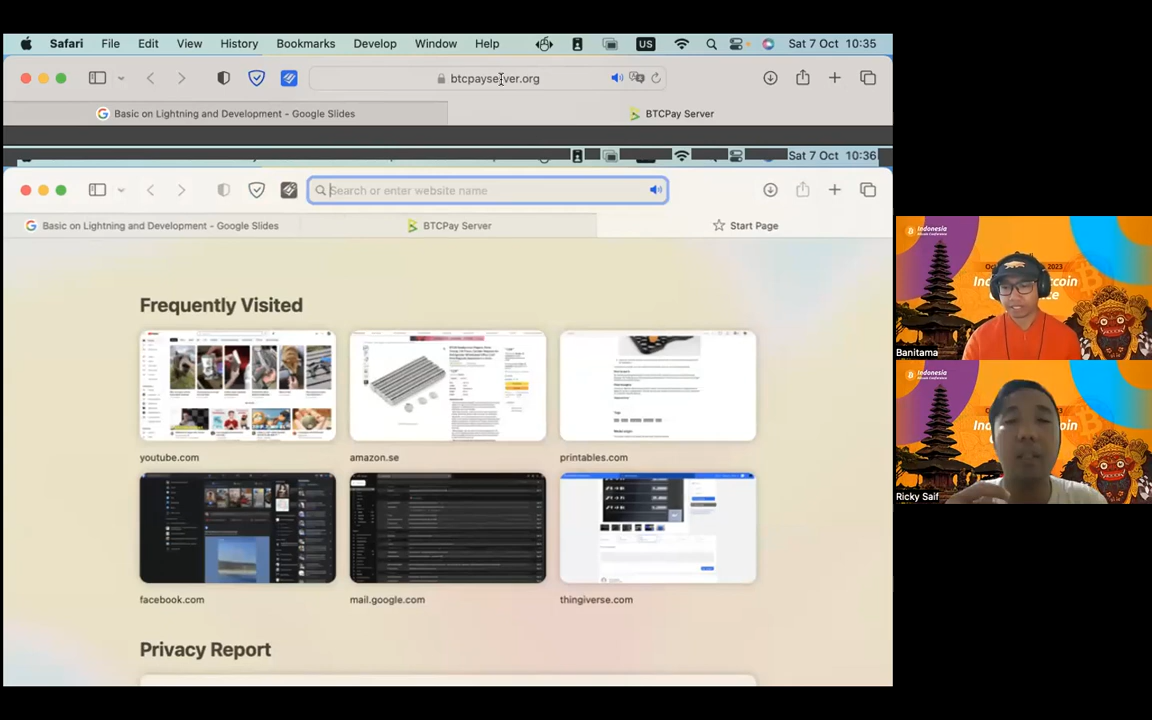 Safari File Edit View History Bookmarks Develop Window Help US Sat 7 Oct 10:35
btcpayserver.org
Basic on Lightning and Development - Google Slides BTCPay Server
Sat 7 Oct 10:36
Search or enter website name
Basic on Lightning and Development - Google Slides BTCPay Server Start Page
Frequently Visited
youtube.com amazon.se printables.com
facebook.com mail.google.com thingiverse.com
Privacy Report
Indonesia
2023
Banitama
Indonesia
Ricky Saif